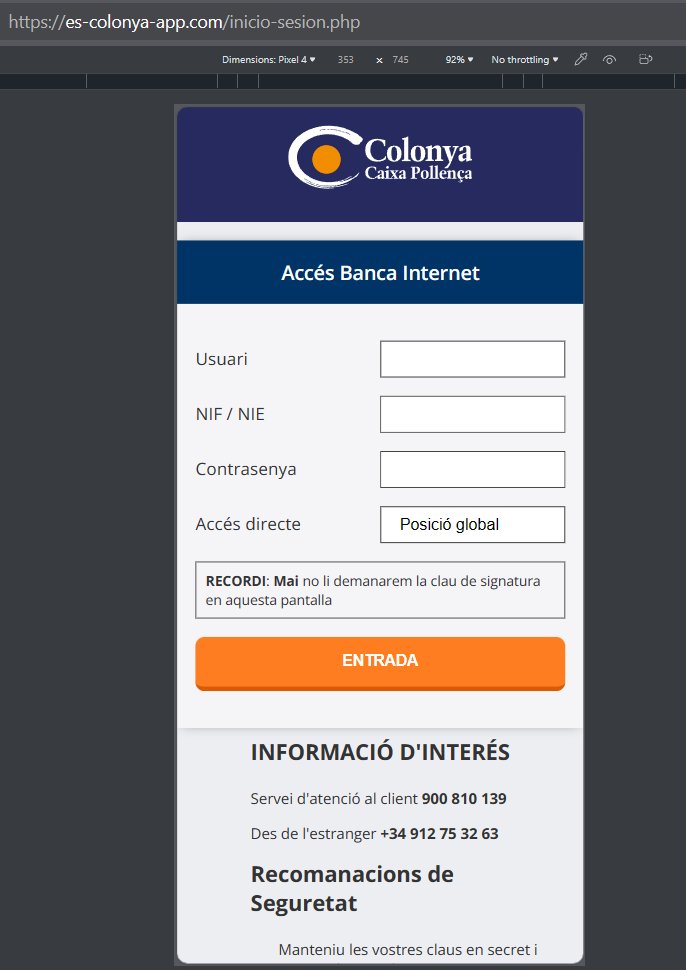 https://es-colonya-app.com/inicio-sesion.php
Dimensions: Pixel 4 ▾ 353 × 745 92% ▾ No throttling ▾
Colonya
Caixa Pollença
Accés Banca Internet
Usuari
NIF / NIE
Contrasenya
Accés directe Posició global
RECORDI: Mai no li demanarem la clau de signatura
en aquesta pantalla
ENTRADA
INFORMACIÓ D'INTERÉS
Servei d'atenció al client 900 810 139
Des de l'estranger +34 912 75 32 63
Recomanacions de
Seguretat
Manteniu les vostres claus en secret i